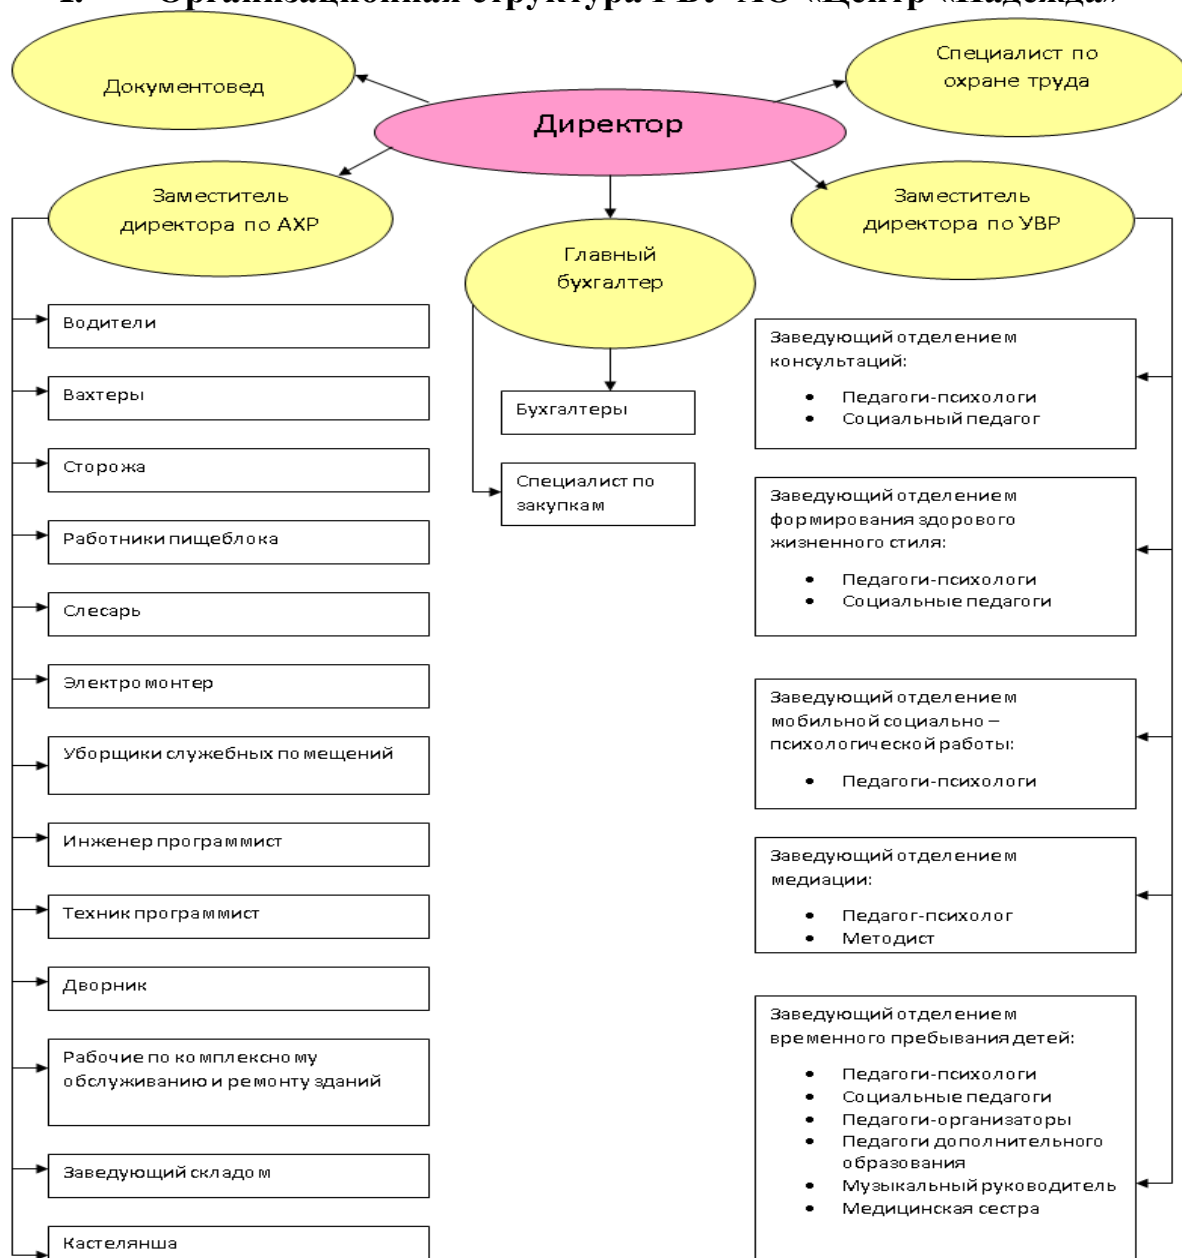 Документовед
Специалист по
охране труда
Директор
Заместитель
директора по АХР
Заместитель
директора по УВР
Главный
бухгалтер
Водители
Вахтеры
Сторожа
Работники пищеблока
Слесарь
Электромонтер
Уборщики служебных помещений
Инженер программист
Техник программист
Дворник
Рабочие по комплексному
обслуживанию и ремонту зданий
Заведующий складом
Кастелянша
Бухгалтеры
Специалист по
закупкам
Заведующий отделением
консультаций:
• Педагоги-психологи
• Социальный педагог
Заведующий отделением
формирования здорового
жизненного стиля:
• Педагоги-психологи
• Социальные педагоги
Заведующий отделением
мобильной социально –
психологической работы:
• Педагоги-психологи
Заведующий отделением
медиации:
• Педагог-психолог
• Методист
Заведующий отделением
временного пребывания детей:
• Педагоги-психологи
• Социальные педагоги
• Педагоги-организаторы
• Педагоги дополнительного
образования
• Музыкальный руководитель
• Медицинская сестра